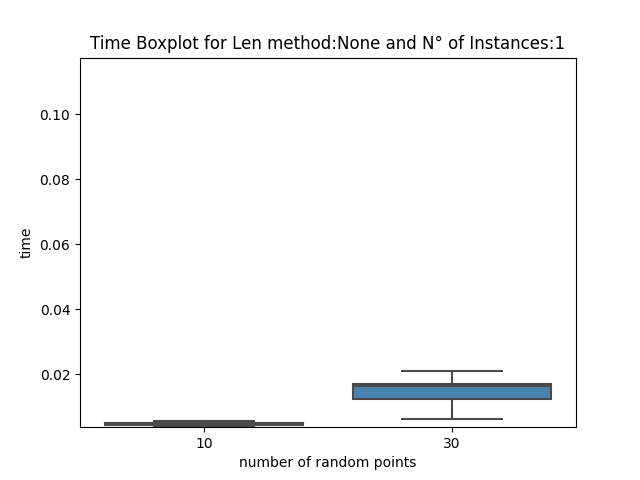 Time Boxplot for Len method:None and N° of Instances:1
0.10
0.08
0.06
0.04
0.02
time
10
30
number of random points